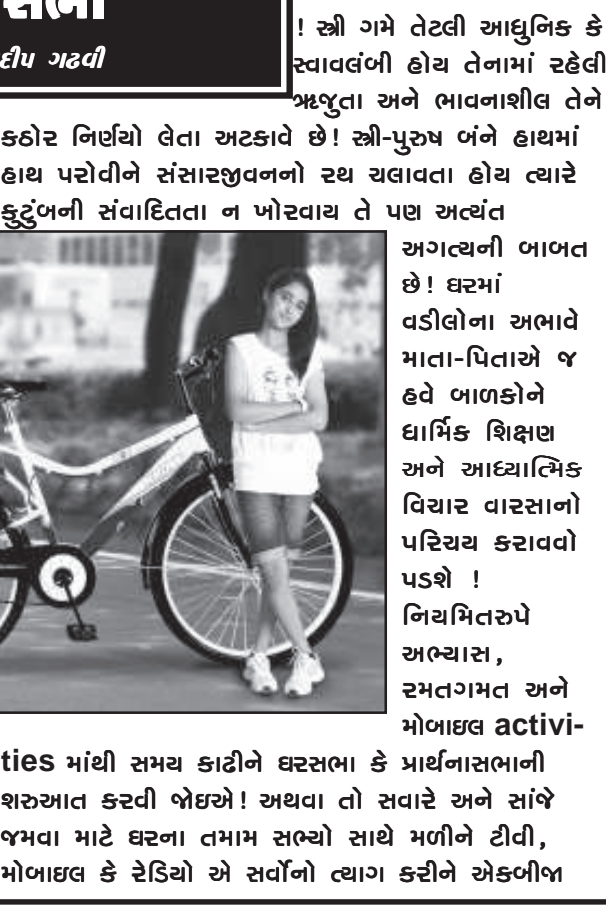 સભા
દીપ ગઢવી
! સ્ત્રી ગમે તેટલી આધુનિક કે
સ્વાવલંબી હોય તેનામાં રહેલી
ઋજુતા અને ભાવનાશીલ તેને
કઠોર નિર્ણયો લેતા અટકાવે છે! સ્ત્રી-પુરુષ બંને હાથમાં
હાથ પરોવીને સંસારજીવનનો રથ ચલાવતા હોય ત્યારે
કુટુંબની સંવાદિતતા ન ખોરવાય તે પણ અત્યંત
અગત્યની બાબત
છે! ઘરમાં
વડીલોના અભાવે
માતા-પિતાએ જ
હવે બાળકોને
ધાર્મિક શિક્ષણ
અને આધ્યાત્મિક
વિચાર વારસાનો
પરિચય કરાવવો
પડશે !
નિયમિતરુપે
અભ્યાસ,
રમતગમત અને
મોબાઇલ activi-
ties માંથી સમય કાઢીને ઘરસભા કે પ્રાર્થનાસભાની
શરુઆત કરવી જોઇએ! અથવા તો સવારે અને સાંજે
જમવા માટે ઘરના તમામ સભ્યો સાથે મળીને ટીવી,
મોબાઇલ કે રેડિયો એ સર્વોનો ત્યાગ કરીને એકબીજા